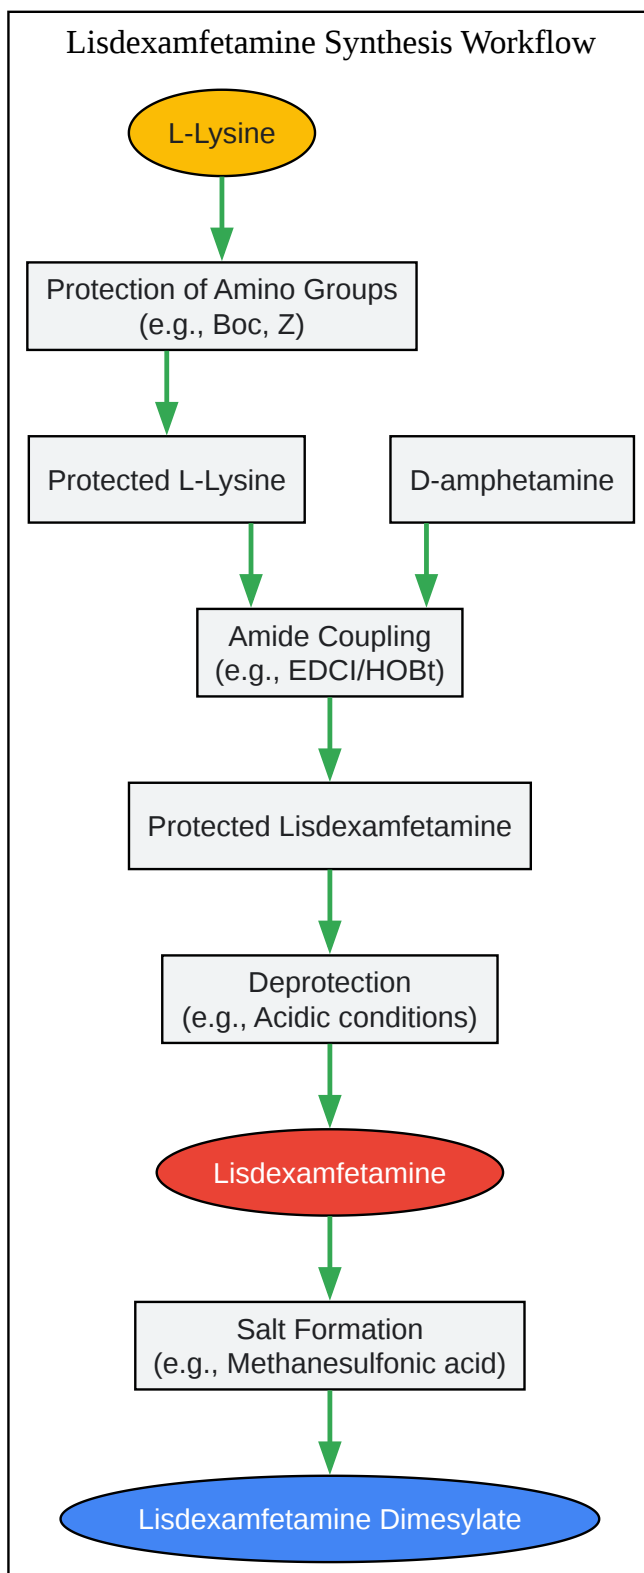 Lisdexamfetamine Synthesis Workflow
L-Lysine
Protection of Amino Groups
(e.g., Boc, Z)
Protected L-Lysine
D-amphetamine
Amide Coupling
(e.g., EDCI/HOBt)
Protected Lisdexamfetamine
Deprotection
(e.g., Acidic conditions)
Lisdexamfetamine
Salt Formation
(e.g., Methanesulfonic acid)
Lisdexamfetamine Dimesylate